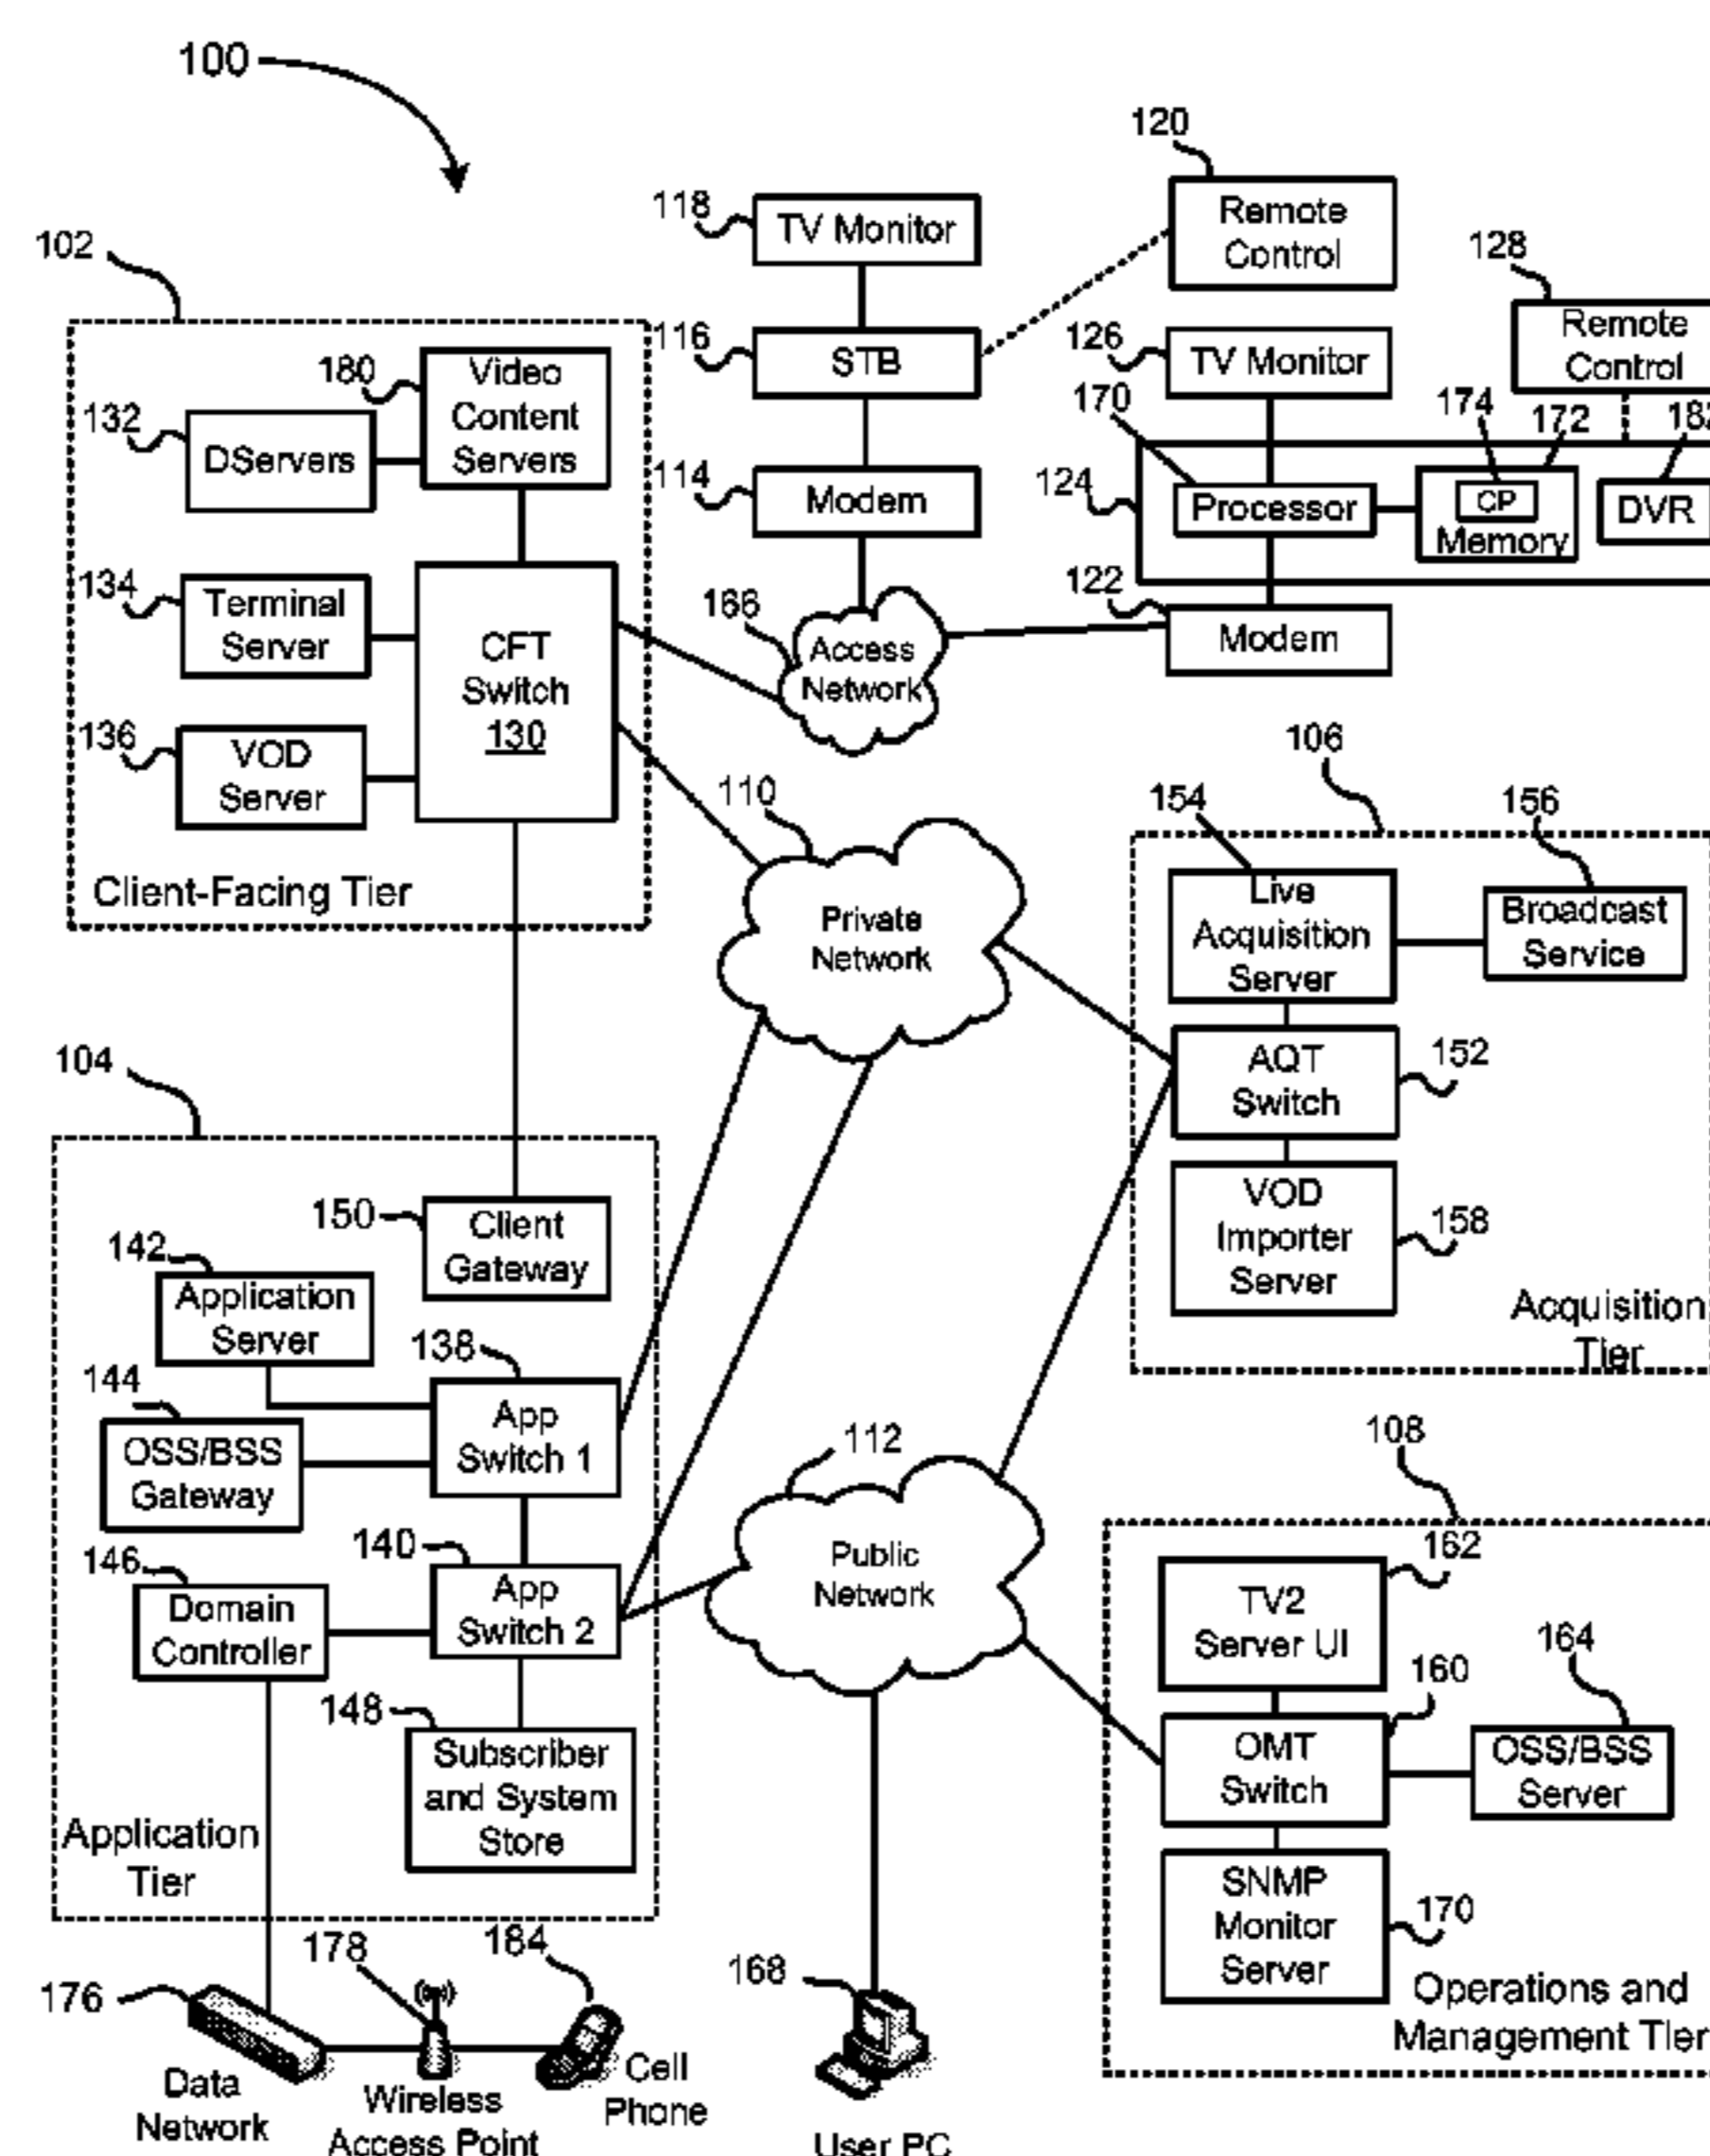 100
120
118
TV Monitor
Remote
Control
128
102
Remote
Control
116
STB
126
TV Monitor
180
Video
Content
Servers
170
174
172
132
DServers
114
Modem
124
Processor
CP
Memory
DVR
134
Terminal
Server
CFT
Switch
130
166
Access
Network
122
Modem
136
VOD
Server
106
110
154
156
Client-Facing Tier
Private
Network
Live
Acquisition
Server
Broadcast
Service
104
AQT
Switch
152
150
Client
Gateway
VOD
Importer
Server
158
142
Application
Server
Acquisition
Tier
138
144
OSS/BSS
Gateway
App
Switch 1
112
108
140
146
Domain
Controller
App
Switch 2
Public
Network
162
TV2
Server UI
164
160
148
Subscriber
and System
Store
OMT
Switch
OSS/BSS
Server
Application
Tier
SNMP
Monitor
Server
170
178
184
168
176
Operations and
Management Tier
Data
Network
Wireless
Access Point
Cell
Phone
User PC